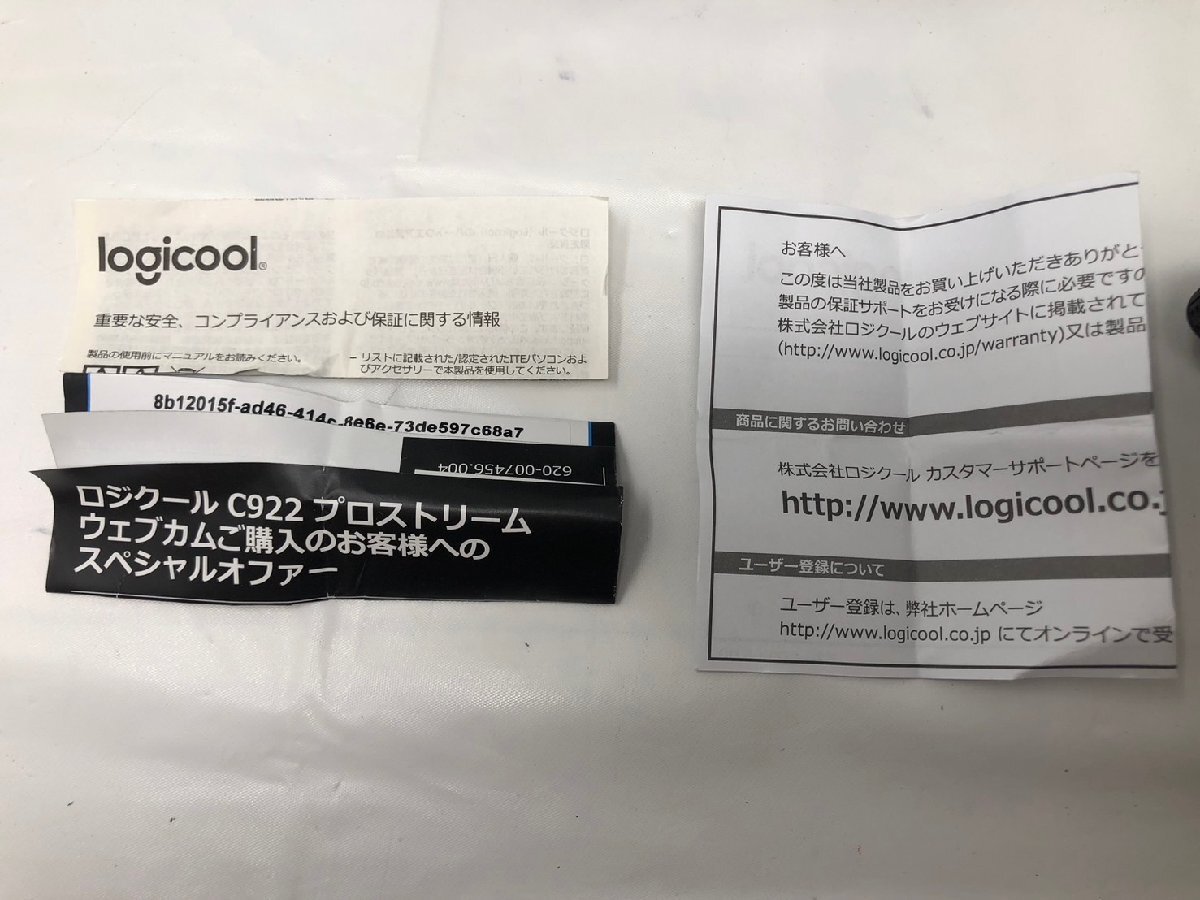 logicool®
重要な安全、コンプライアンスおよび保証に関する情報
製品の使用前にマニュアルをお読みください。
– リストに記載された/認定されたITEパソコンおよ
びアクセサリーで本製品を使用してください。
8b12015f-ad46-414c-8e6e-73de597c68a7
620-007456.004
ロジクール C922 プロストリーム
ウェブカムご購入のお客様への
スペシャルオファー
お客様へ
この度は当社製品をお買い上げいただきありがと
製品の保証サポートをお受けになる際に必要ですの
株式会社ロジクールのウェブサイトに掲載されて
(http://www.logicool.co.jp/warranty)又は製品
商品に関するお問い合わせ
株式会社ロジクール カスタマーサポートページを
http://www.logicool.co.j
ユーザー登録について
ユーザー登録は、弊社ホームページ
http://www.logicool.co.jp にてオンラインで受